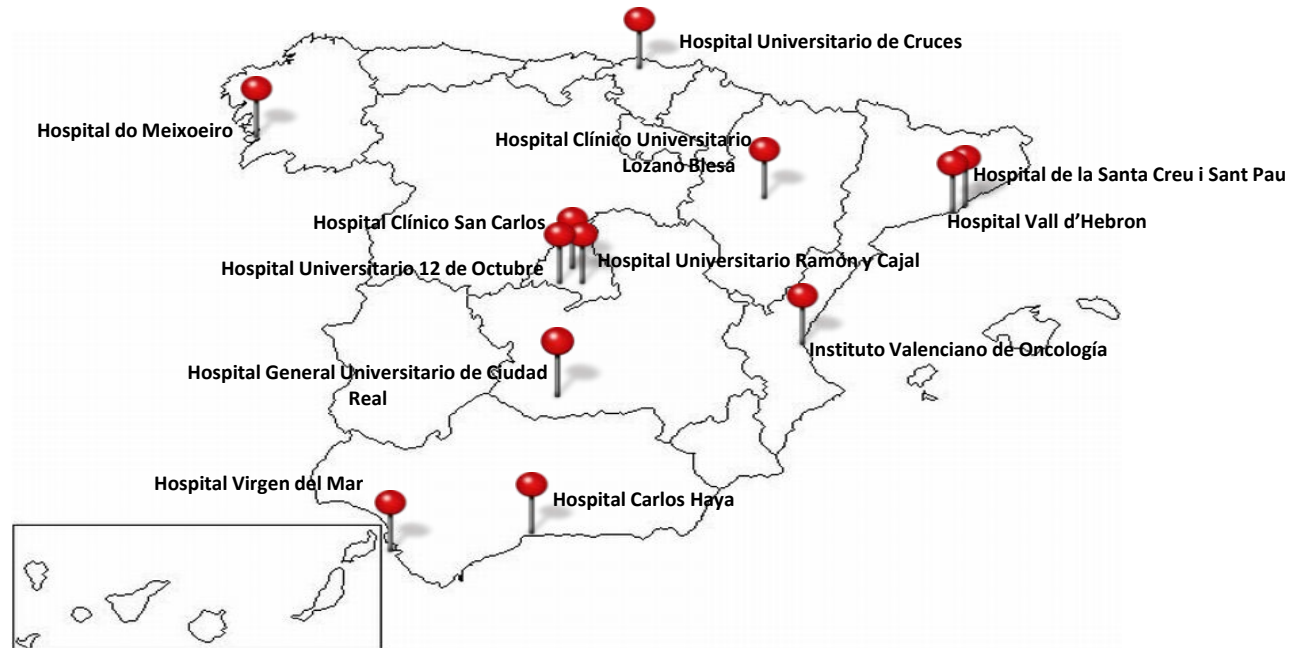 Hospital Universitario de Cruces
Hospital do Meixoeiro
Hospital Clínico Universitario
Lozano Blesa
Hospital de la Santa Creu i Sant Pau
Hospital Vall d’Hebron
Hospital Clínico San Carlos
Hospital Universitario 12 de Octubre
Hospital Universitario Ramón y Cajal
Instituto Valenciano de Oncología
Hospital General Universitario de Ciudad
Real
Hospital Virgen del Mar
Hospital Carlos Haya